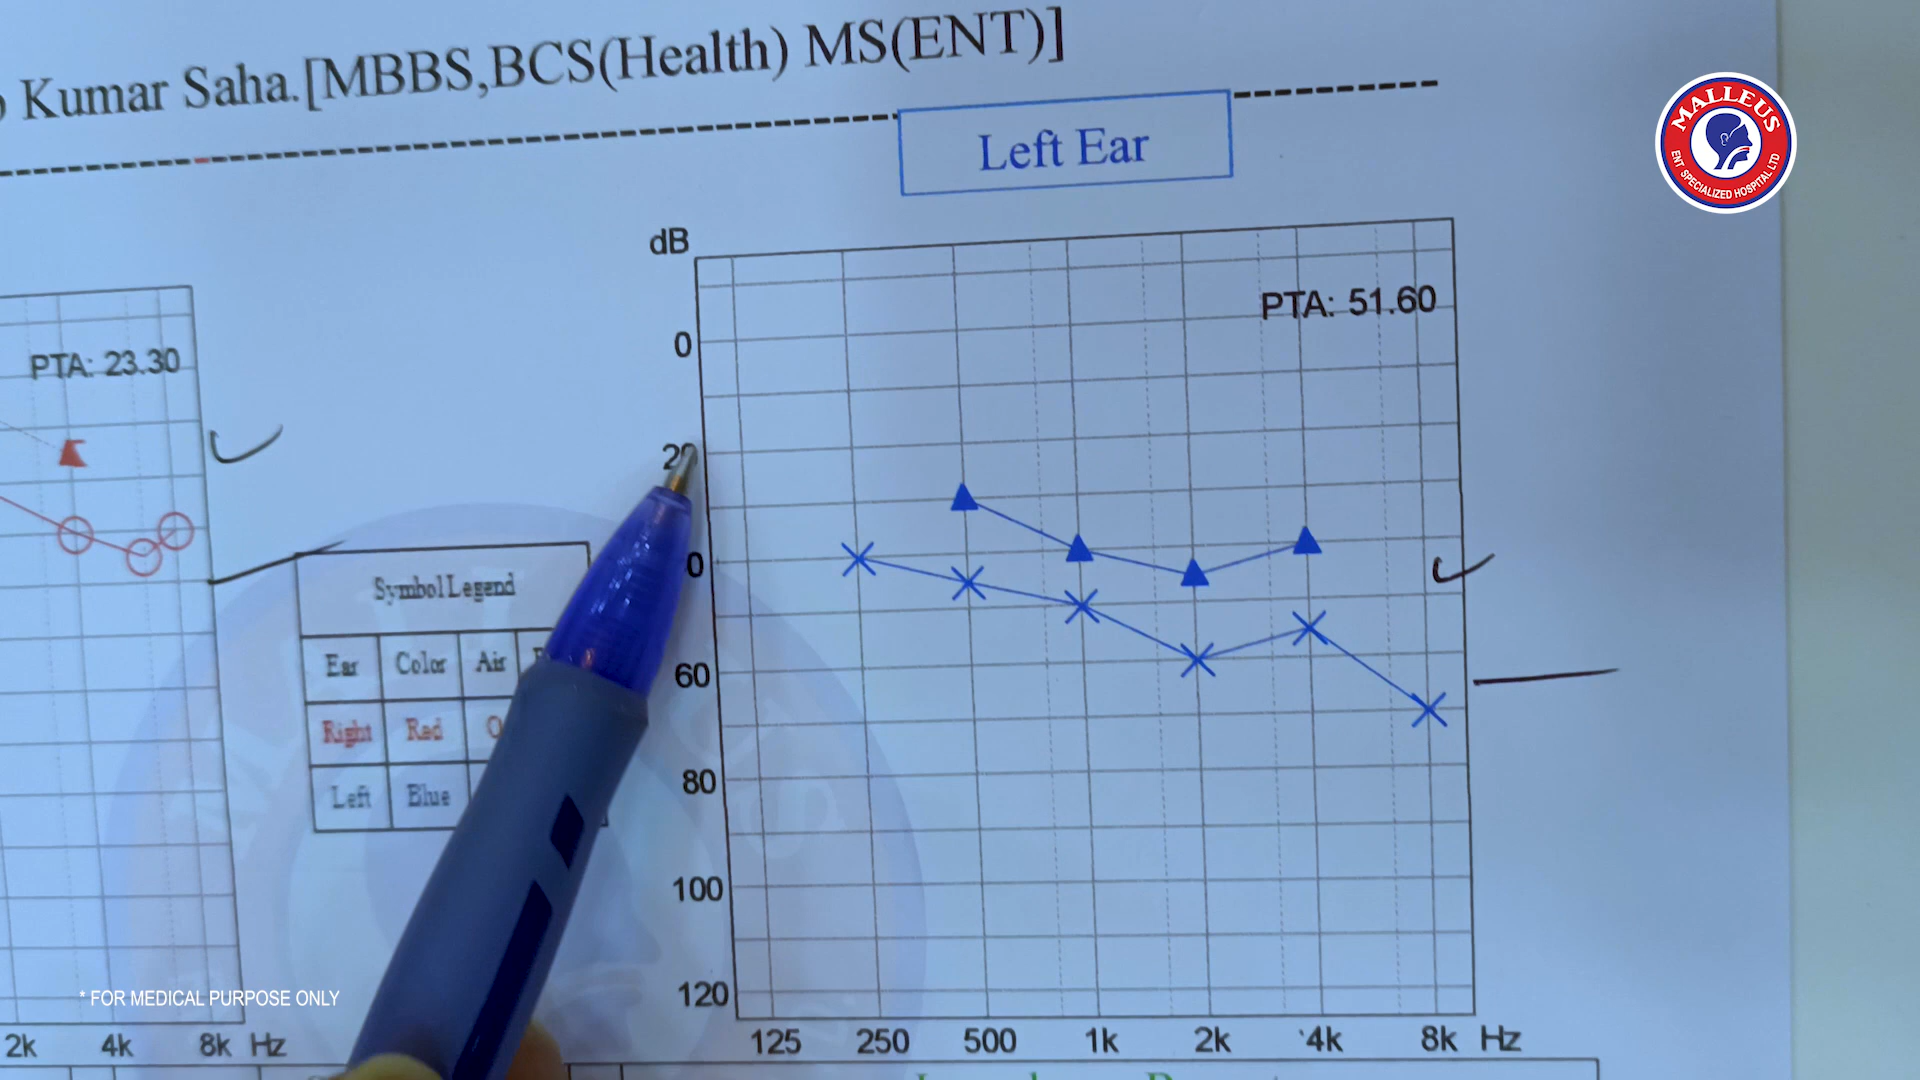 Kumar Saha.[MBBS,BCS(Health) MS(ENT)]
MALLEUS
ENT SPECIALIZED HOSPITAL LTD
Left Ear
dB
PTA: 51.60
PTA: 23.30
0
20
0
60
80
100
120
125 250 500 1k 2k 4k 8k Hz
Symbol Legend
Ear Color Air
Right Red O
Left Blue
2k 4k 8k Hz
* FOR MEDICAL PURPOSE ONLY